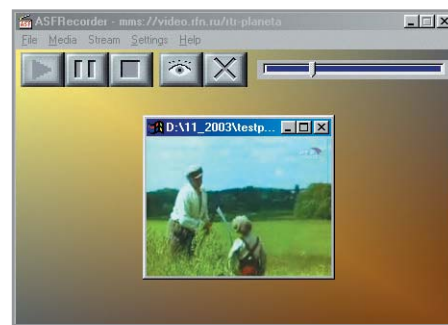 ASFRecorder - mms://video.rfn.ru/rtr-planeta
File Media Stream Settings Help
D:\11_2003\testp...